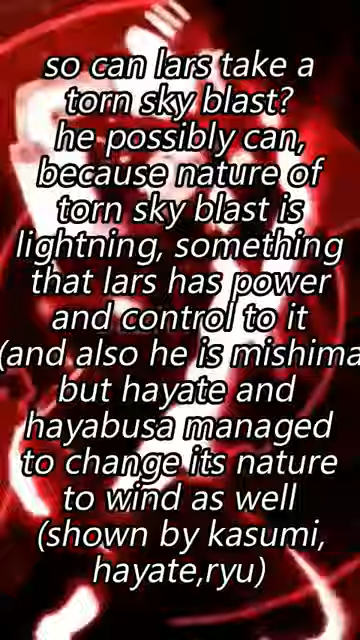 so can lars take a
torn sky blast?
he possibly can,
because nature of
torn sky blast is
lightning, something
that lars has power
and control to it
(and also he is mishima
but hayate and
hayabusa managed
to change its nature
to wind as well
(shown by kasumi,
hayate,ryu)